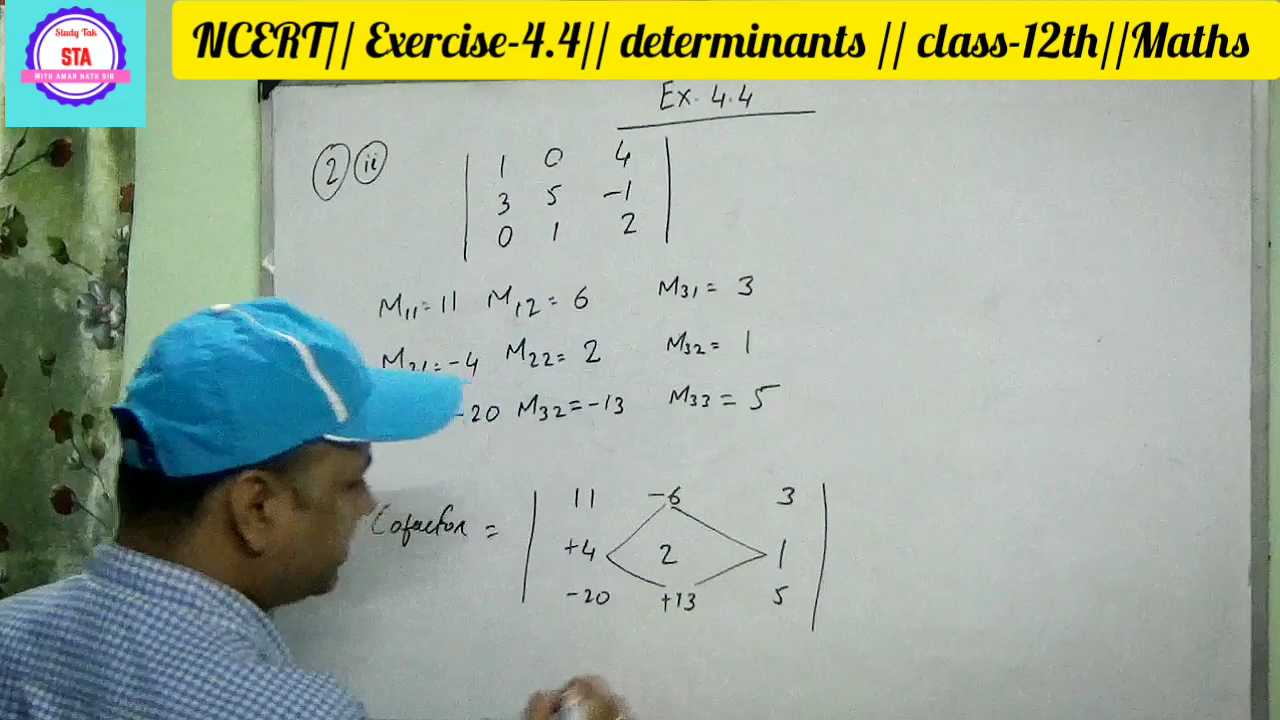 Study Tak
STA
WITH AMAR NATH SIR
NCERT// Exercise-4.4// determinants // class-12th//Maths
Ex. 4.4
2 ii
1 0 4
3 5 -1
0 1 2
M11= 11 M12= 6 M31= 3
M21= -4 M22= 2 M32= 1
-20 M32= -13 M33= 5
Cofactor = 11 -6 3
+4 2 1
-20 +13 5